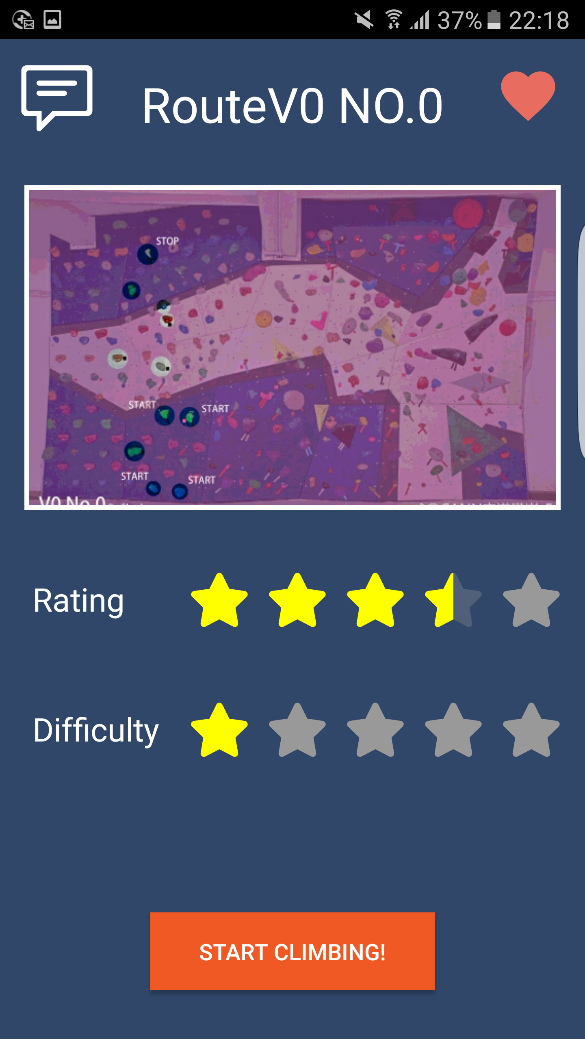 37% 22:18
RouteV0 NO.0
STOP
START
START
START
START
V0 No.0
Rating
Difficulty
START CLIMBING!